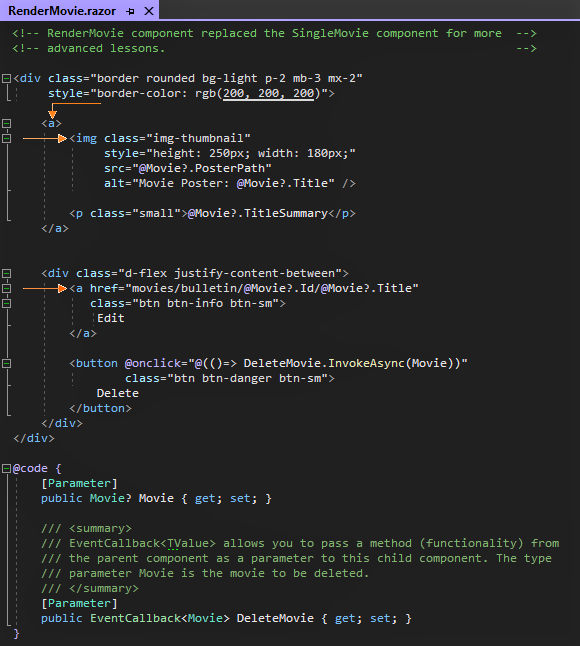 RenderMovie.razor
<!-- RenderMovie component replaced the SingleMovie component for more -->
<!-- advanced lessons. -->
<div class="border rounded bg-light p-2 mb-3 mx-2"
style="border-color: rgb(200, 200, 200)">
<a>
<img class="img-thumbnail"
style="height: 250px; width: 180px;"
src="@Movie?.PosterPath"
alt="Movie Poster: @Movie?.Title" />
<p class="small">@Movie?.TitleSummary</p>
</a>
<div class="d-flex justify-content-between">
<a href="movies/bulletin/@Movie?.Id/@Movie?.Title"
class="btn btn-info btn-sm">
Edit
</a>
<button @onclick="@(()=> DeleteMovie.InvokeAsync(Movie))"
class="btn btn-danger btn-sm">
Delete
</button>
</div>
</div>
@code {
[Parameter]
public Movie? Movie { get; set; }
/// <summary>
/// EventCallback<TValue> allows you to pass a method (functionality) from
/// the parent component as a parameter to this child component. The type
/// parameter Movie is the movie to be deleted.
/// </summary>
[Parameter]
public EventCallback<Movie> DeleteMovie { get; set; }
}